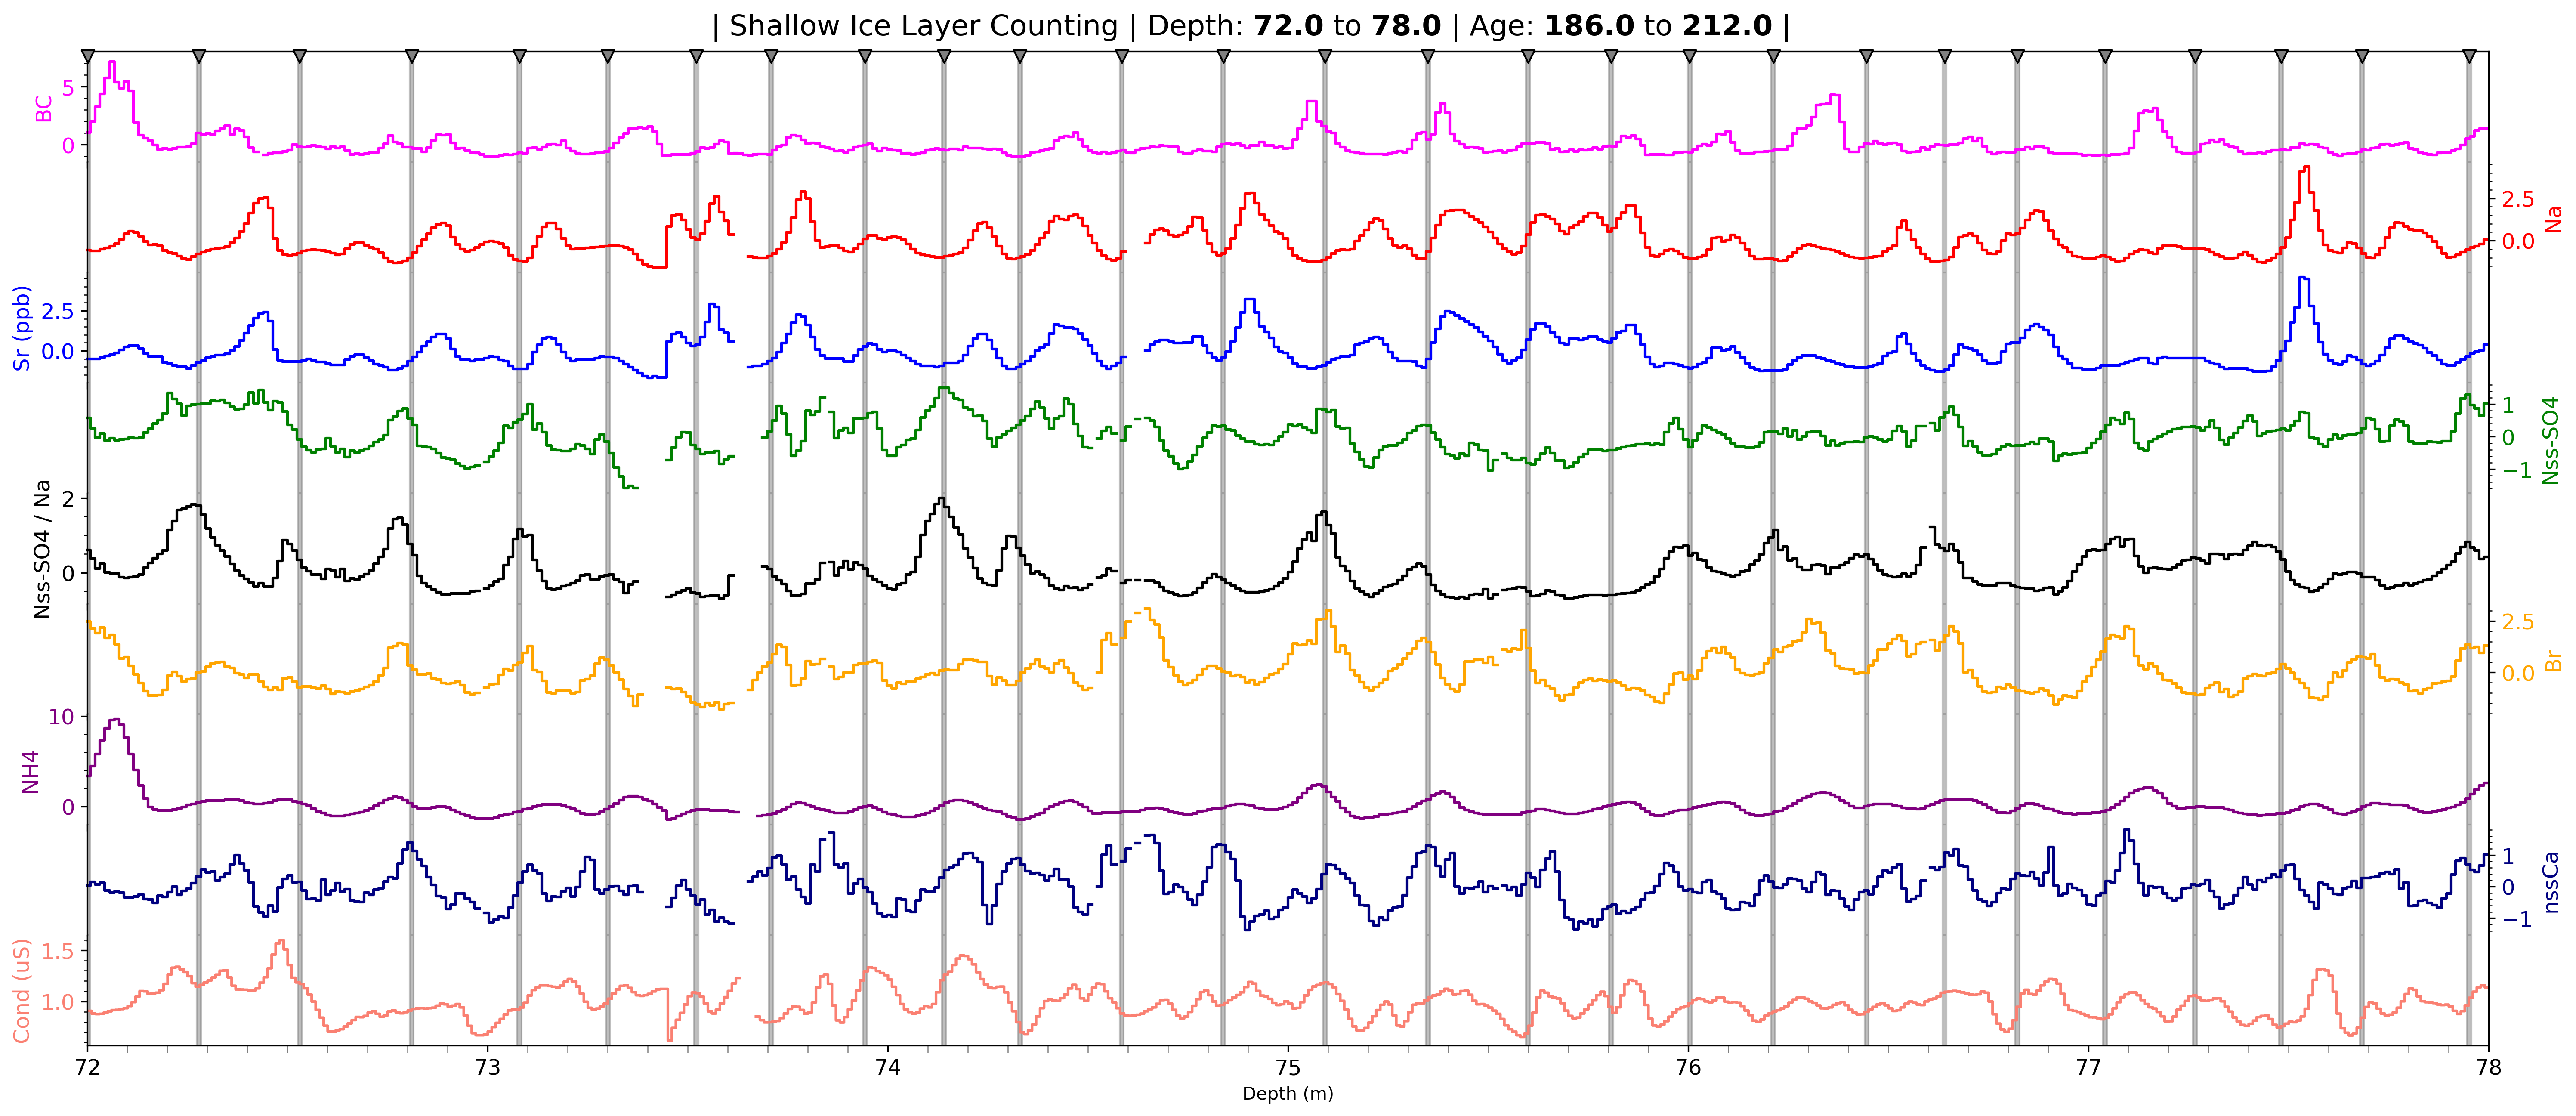 | Shallow Ice Layer Counting | Depth: 72.0 to 78.0 | Age: 186.0 to 212.0 |
BC
5
0
2.5
0.0
Na
Sr (ppb)
2.5
0.0
1
0
−1
Nss-SO4
Nss-SO4 / Na
2
0
2.5
0.0
Br
NH4
10
0
1
0
−1
nssCa
Cond (uS)
1.5
1.0
72 73 74 75 76 77 78
Depth (m)